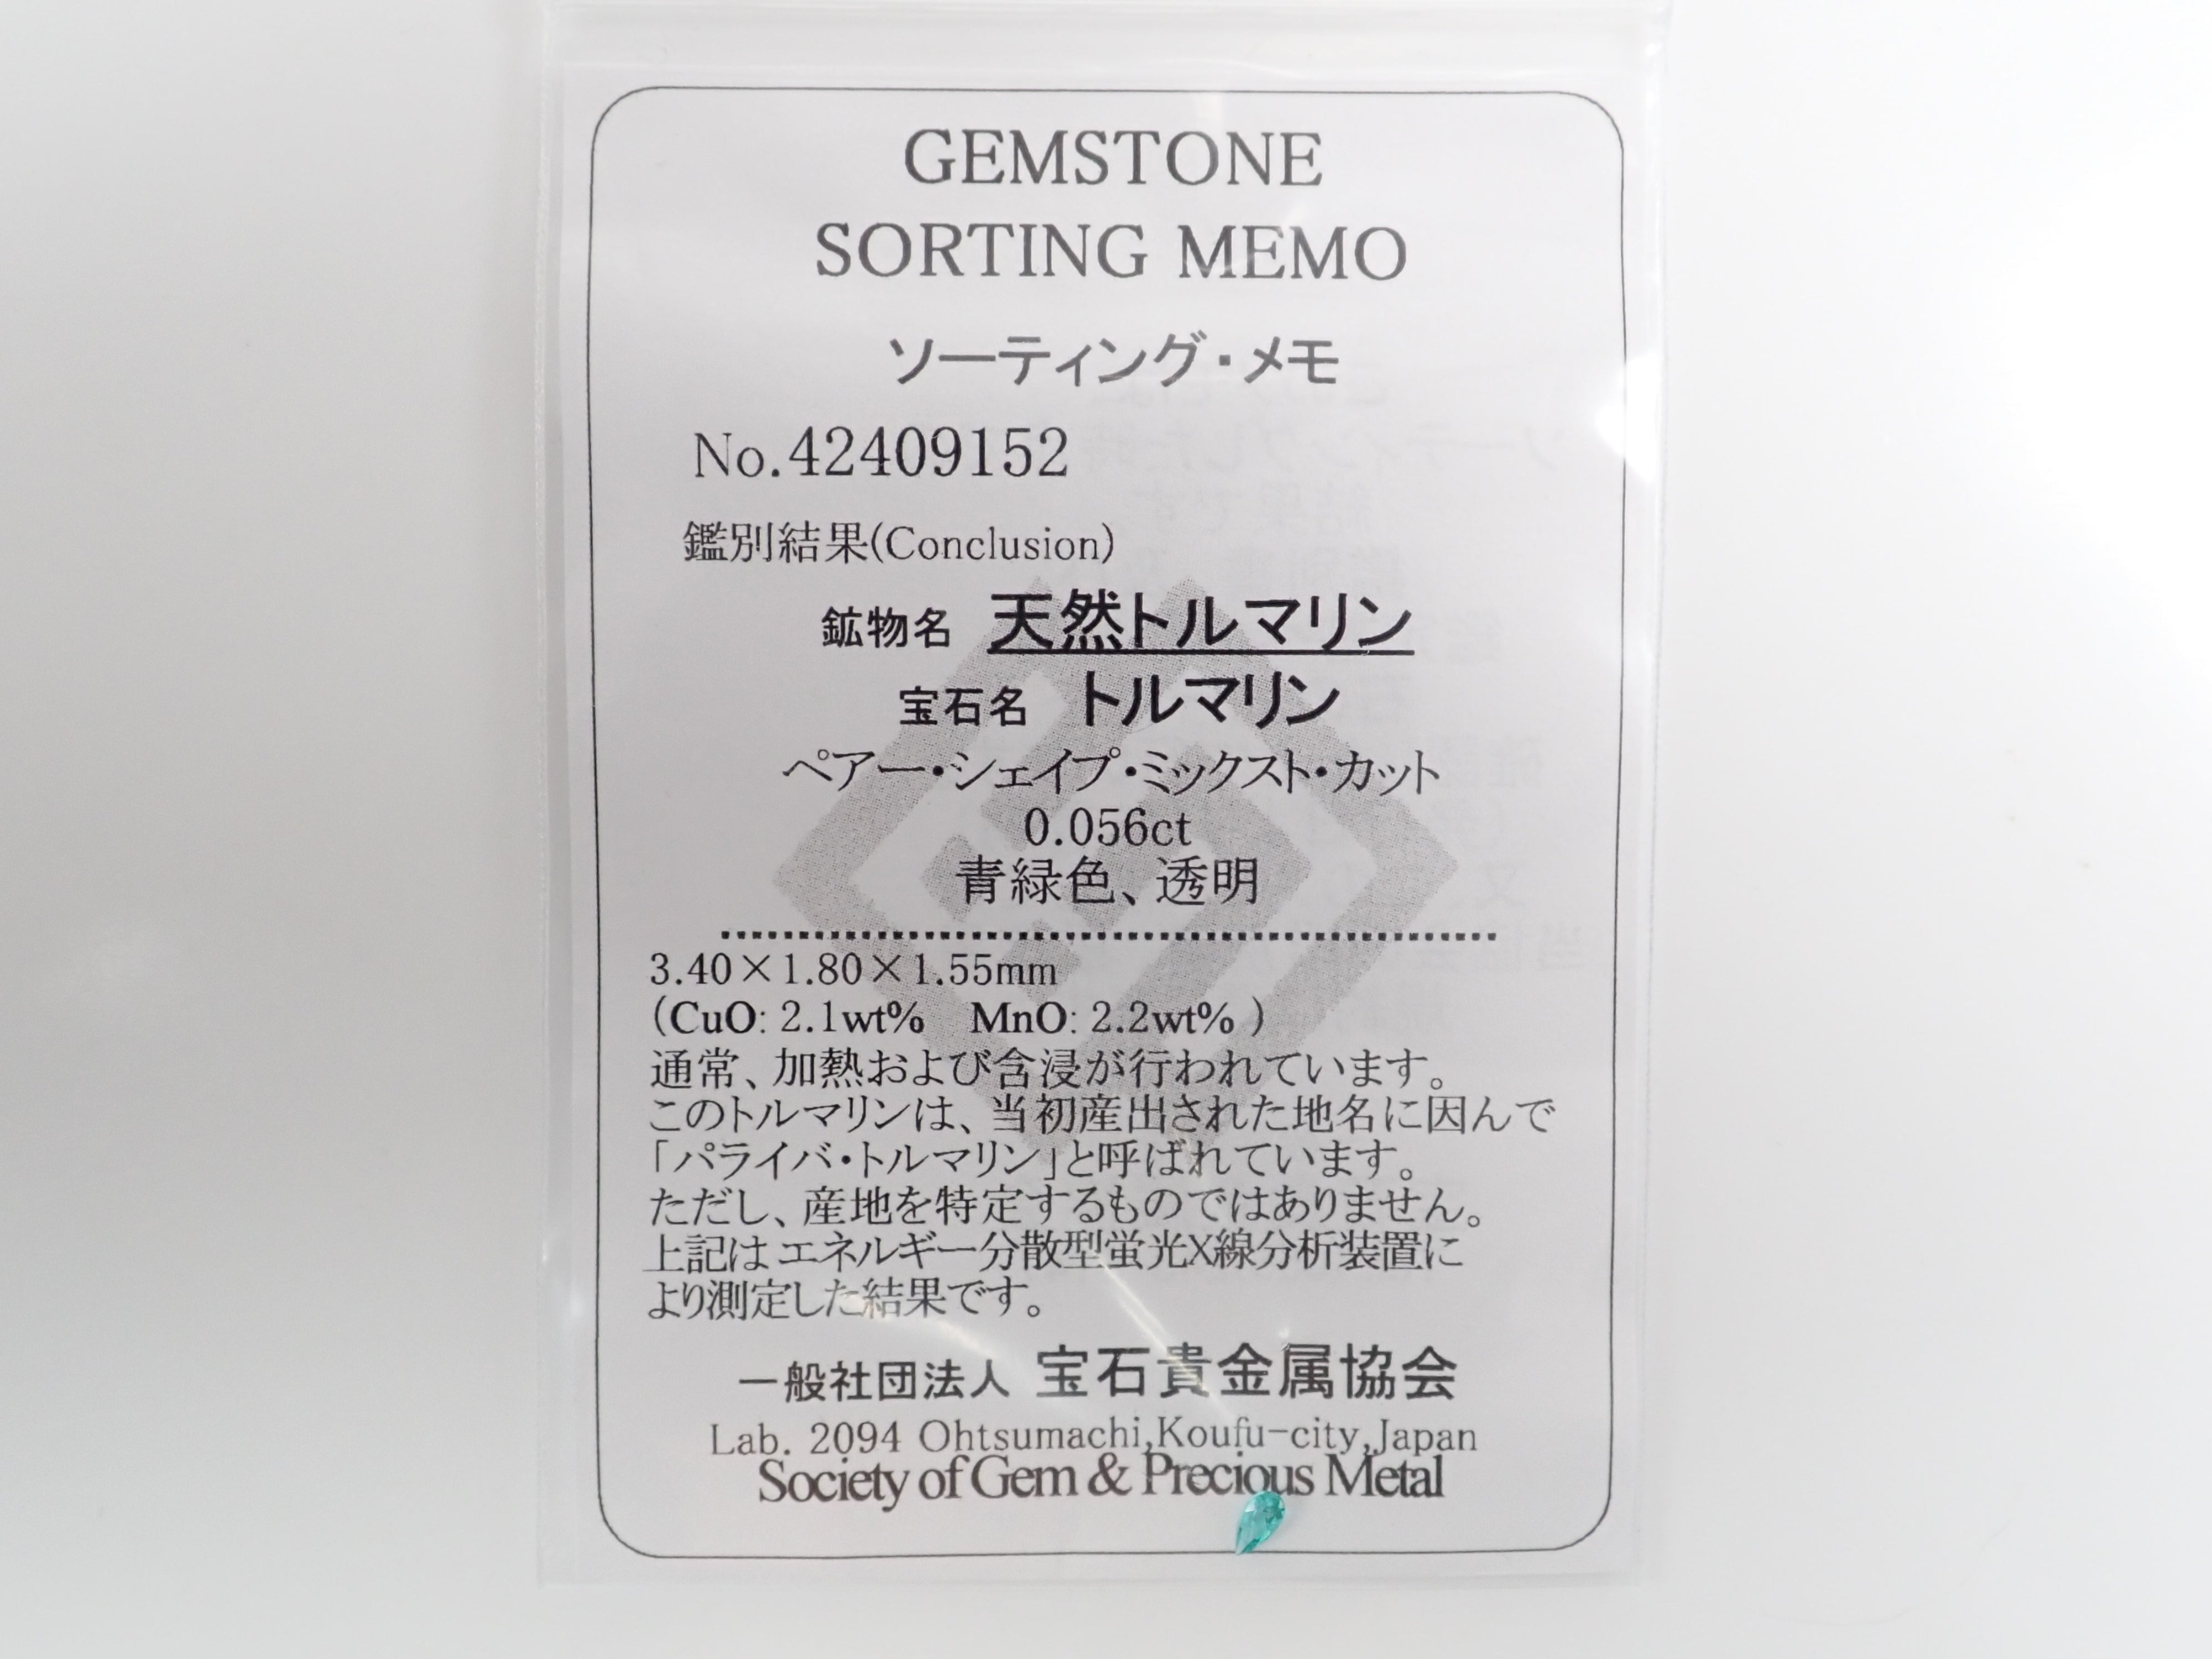 GEMSTONE
SORTING MEMO
ソーティング・メモ
No.42409152
鑑別結果(Conclusion)
鉱物名 天然トルマリン
宝石名 トルマリン
ペアー・シェイプ・ミックスト・カット
0.056ct
青緑色、透明
3.40×1.80×1.55mm
(CuO: 2.1wt% MnO: 2.2wt% )
通常、加熱および含浸が行われています。
このトルマリンは、当初産出された地名に因んで
「パライバ・トルマリン」と呼ばれています。
ただし、産地を特定するものではありません。
上記はエネルギー分散型蛍光X線分析装置に
より測定した結果です。
一般社団法人 宝石貴金属協会
Lab. 2094 Ohtsumachi,Koufu-city,Japan
Society of Gem & Precious Metal